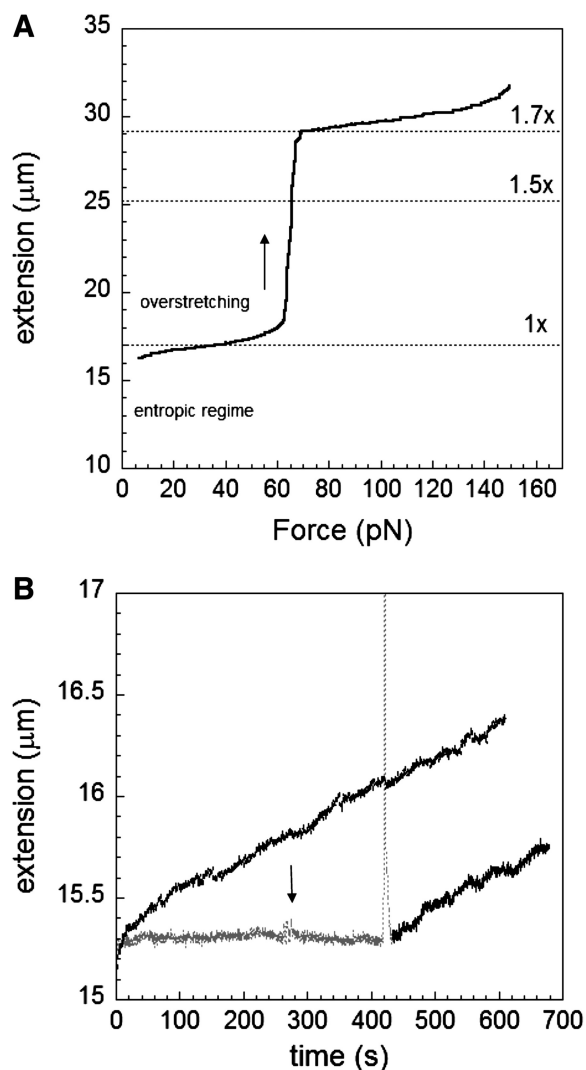 A
35
30
25
20
15
10
extension (μm)
1.7x
1.5x
1x
overstretching
entropic regime
0 20 40 60 80 100 120 140 160
Force (pN)
B
17
16.5
16
15.5
15
extension (μm)
0 100 200 300 400 500 600 700
time (s)